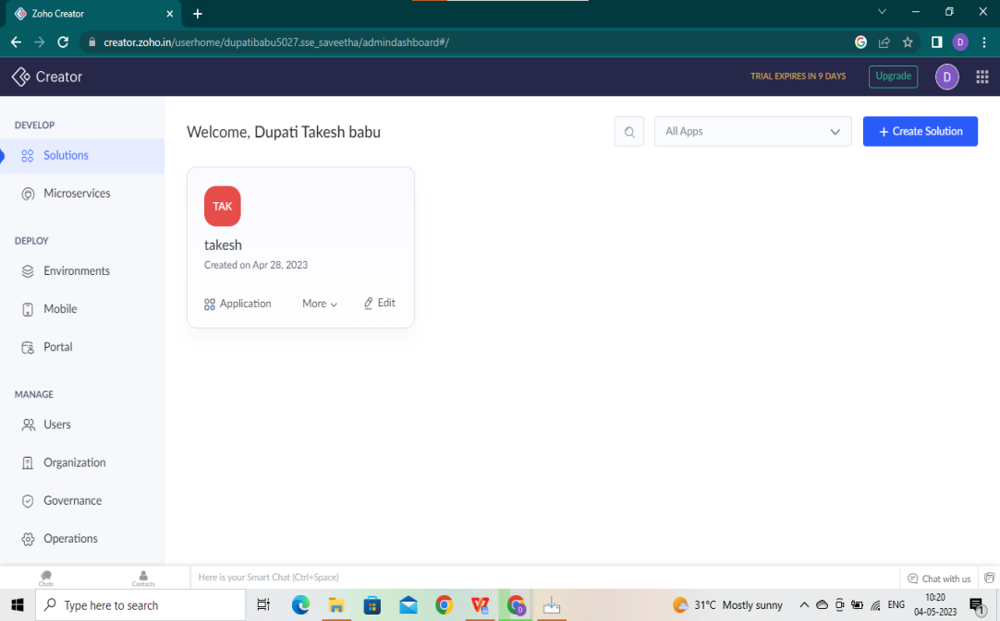 Zoho Creator
creator.zoho.in/userhome/dupatibabu5027.sse_saveetha/admindashboard#/
D
Creator
TRIAL EXPIRES IN 9 DAYS
Upgrade
D
DEVELOP
Solutions
Microservices
DEPLOY
Environments
Mobile
Portal
MANAGE
Users
Organization
Governance
Operations
Welcome, Dupati Takesh babu
All Apps
+ Create Solution
TAK
takesh
Created on Apr 28, 2023
Application
More
Edit
Chats
Contacts
Here is your Smart Chat (Ctrl+Space)
Chat with us
Type here to search
D
31°C Mostly sunny
ENG
10:20
04-05-2023
1